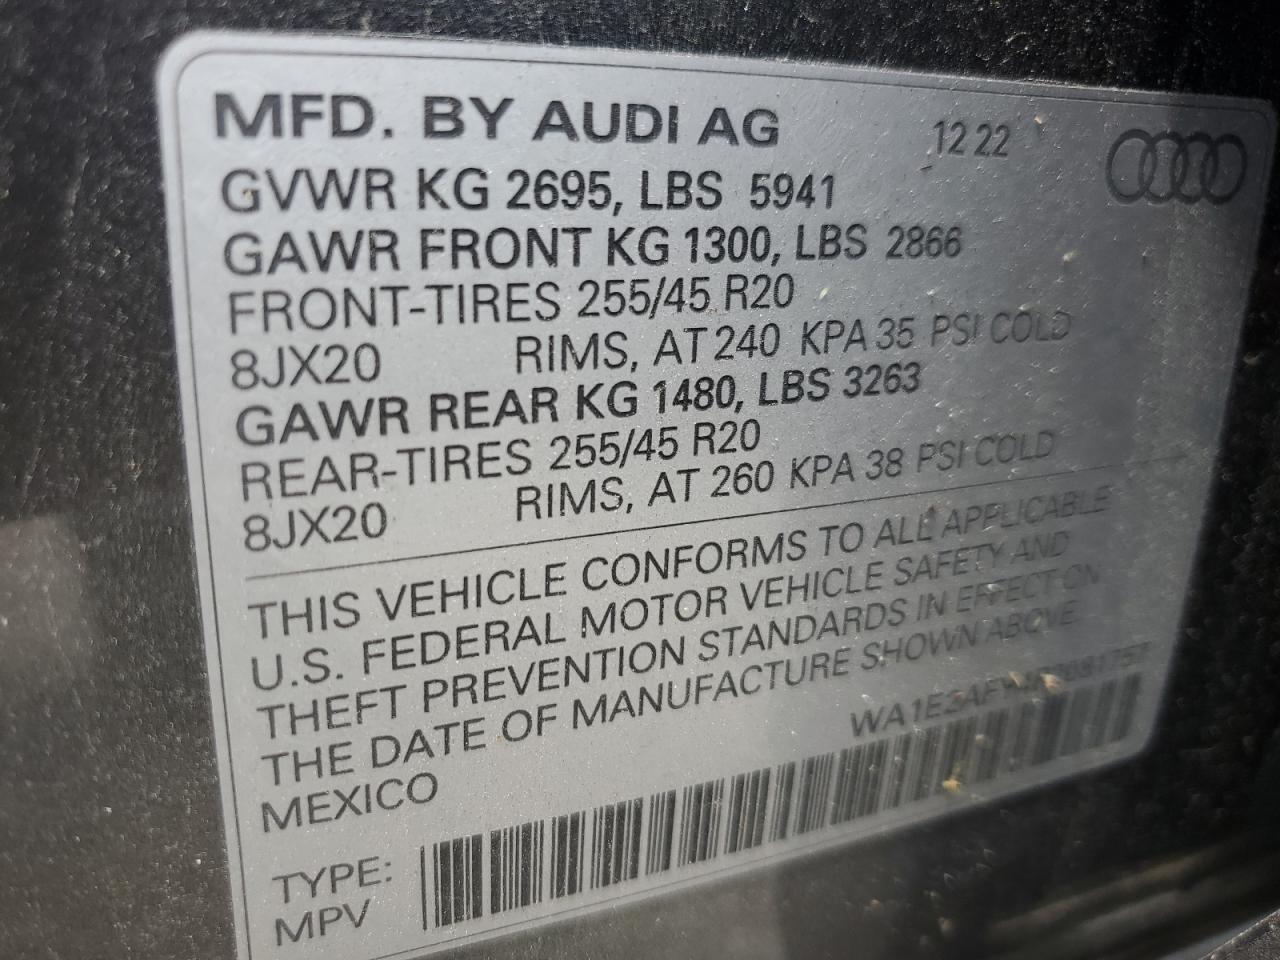 MFD. BY AUDI AG 12 22
GVWR KG 2695, LBS 5941
GAWR FRONT KG 1300, LBS 2866
FRONT-TIRES 255/45 R20
8JX20 RIMS, AT 240 KPA 35 PSI COLD
GAWR REAR KG 1480, LBS 3263
REAR-TIRES 255/45 R20
8JX20 RIMS, AT 260 KPA 38 PSI COLD
THIS VEHICLE CONFORMS TO ALL APPLICABLE
U.S. FEDERAL MOTOR VEHICLE SAFETY AND
THEFT PREVENTION STANDARDS IN EFFECT ON
THE DATE OF MANUFACTURE SHOWN ABOVE.
MEXICO
TYPE:
MPV